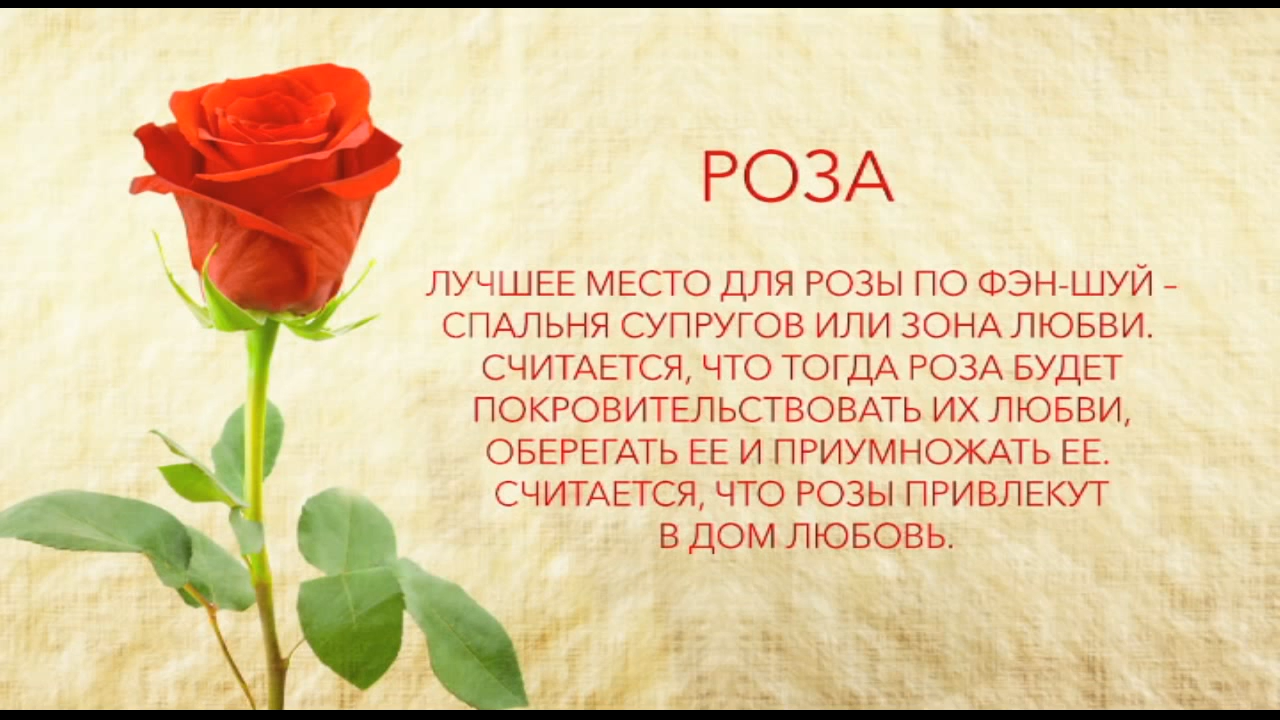 РОЗА
ЛУЧШЕЕ МЕСТО ДЛЯ РОЗЫ ПО ФЭН-ШУЙ –
СПАЛЬНЯ СУПРУГОВ ИЛИ ЗОНА ЛЮБВИ.
СЧИТАЕТСЯ, ЧТО ТОГДА РОЗА БУДЕТ
ПОКРОВИТЕЛЬСТВОВАТЬ ИХ ЛЮБВИ,
ОБЕРЕГАТЬ ЕЕ И ПРИУМНОЖАТЬ ЕЕ.
СЧИТАЕТСЯ, ЧТО РОЗЫ ПРИВЛЕКУТ
В ДОМ ЛЮБОВЬ.